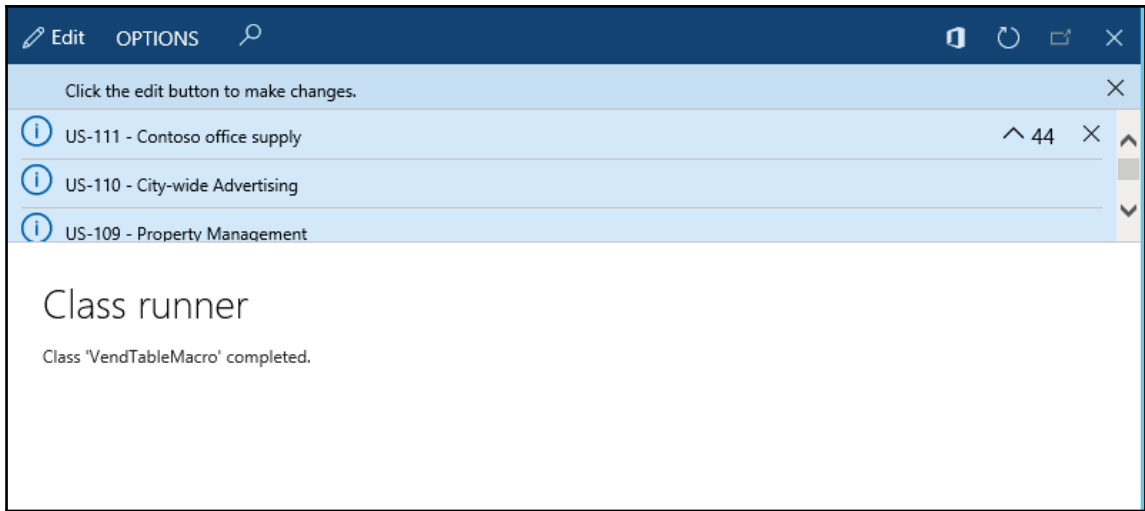 Edit OPTIONS
Click the edit button to make changes.
US-111 - Contoso office supply 44
US-110 - City-wide Advertising
US-109 - Property Management
Class runner
Class 'VendTableMacro' completed.